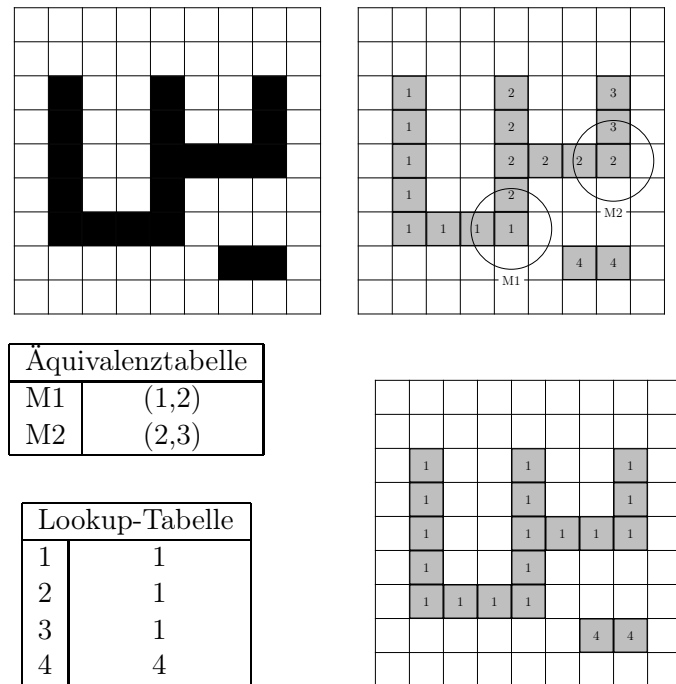 1 2 3
1 2 3
1 2 2 2 2
1 2
1 1 1 1
M2
4 4
M1
Äquivalenztabelle
M1 (1,2)
M2 (2,3)
Lookup-Tabelle
1 1
2 1
3 1
4 4
1 1 1
1 1 1
1 1 1 1 1
1 1
1 1 1 1
4 4